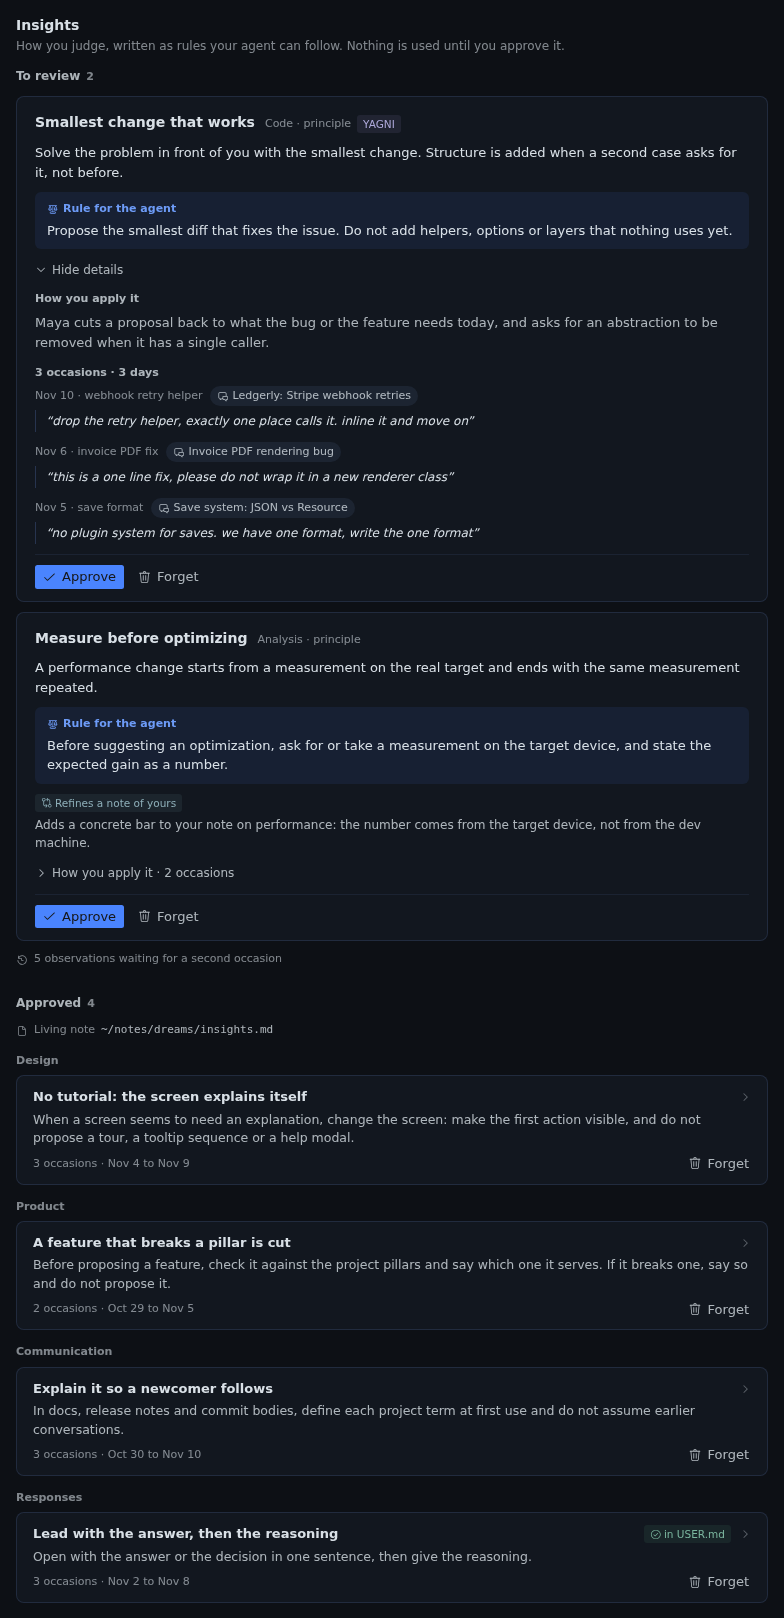 Insights
How you judge, written as rules your agent can follow. Nothing is used until you approve it.
To review 2
Smallest change that works Code · principle YAGNI
Solve the problem in front of you with the smallest change. Structure is added when a second case asks for
it, not before.
Rule for the agent
Propose the smallest diff that fixes the issue. Do not add helpers, options or layers that nothing uses yet.
Hide details
How you apply it
Maya cuts a proposal back to what the bug or the feature needs today, and asks for an abstraction to be
removed when it has a single caller.
3 occasions · 3 days
Nov 10 · webhook retry helper Ledgerly: Stripe webhook retries
“drop the retry helper, exactly one place calls it. inline it and move on”
Nov 6 · invoice PDF fix Invoice PDF rendering bug
“this is a one line fix, please do not wrap it in a new renderer class”
Nov 5 · save format Save system: JSON vs Resource
“no plugin system for saves. we have one format, write the one format”
Approve Forget
Measure before optimizing Analysis · principle
A performance change starts from a measurement on the real target and ends with the same measurement
repeated.
Rule for the agent
Before suggesting an optimization, ask for or take a measurement on the target device, and state the
expected gain as a number.
Refines a note of yours
Adds a concrete bar to your note on performance: the number comes from the target device, not from the dev
machine.
How you apply it · 2 occasions
Approve Forget
5 observations waiting for a second occasion
Approved 4
Living note ~/notes/dreams/insights.md
Design
No tutorial: the screen explains itself
When a screen seems to need an explanation, change the screen: make the first action visible, and do not
propose a tour, a tooltip sequence or a help modal.
3 occasions · Nov 4 to Nov 9 Forget
Product
A feature that breaks a pillar is cut
Before proposing a feature, check it against the project pillars and say which one it serves. If it breaks one, say so
and do not propose it.
2 occasions · Oct 29 to Nov 5 Forget
Communication
Explain it so a newcomer follows
In docs, release notes and commit bodies, define each project term at first use and do not assume earlier
conversations.
3 occasions · Oct 30 to Nov 10 Forget
Responses
Lead with the answer, then the reasoning in USER.md
Open with the answer or the decision in one sentence, then give the reasoning.
3 occasions · Nov 2 to Nov 8 Forget